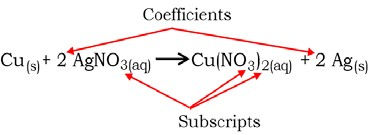 Coefficients
Cu(s) + 2 AgNO3(aq) → Cu(NO3)2(aq) + 2 Ag(s)
Subscripts